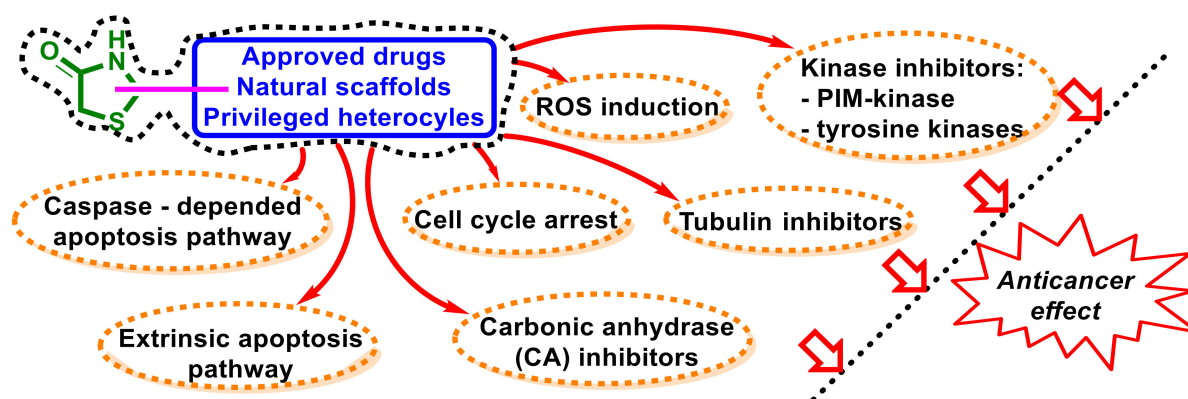 O
H
N
S
Approved drugs
Natural scaffolds
Privileged heterocycles
ROS induction
Kinase inhibitors:
- PIM-kinase
- tyrosine kinases
Caspase - depended
apoptosis pathway
Cell cycle arrest
Tubulin inhibitors
Anticancer
effect
Extrinsic apoptosis
pathway
Carbonic anhydrase
(CA) inhibitors